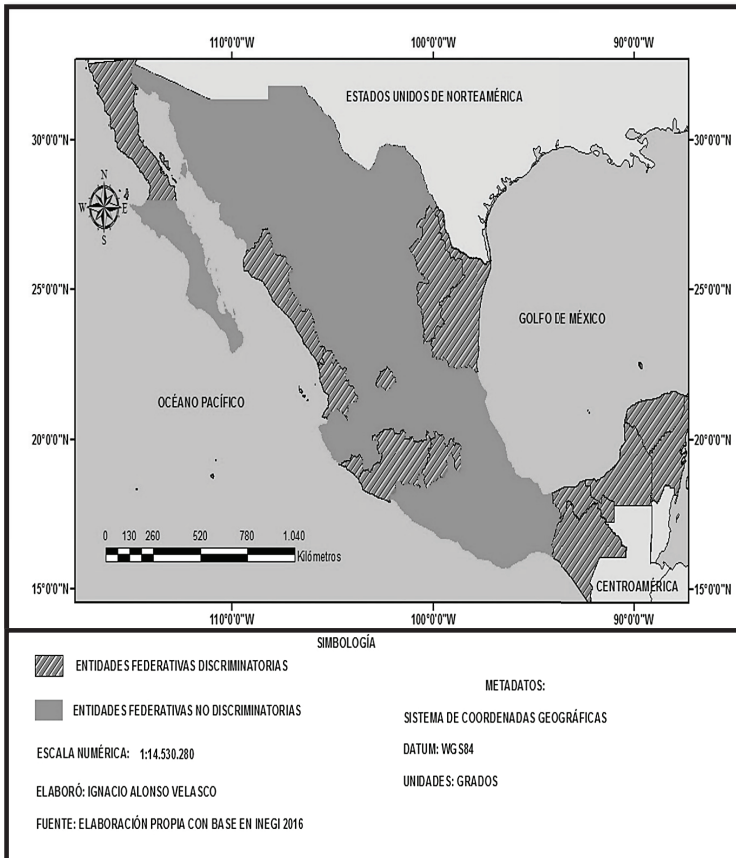 110°0'0"W 100°0'0"W 90°0'0"W
ESTADOS UNIDOS DE NORTEAMÉRICA
30°0'0"N 30°0'0"N
N
W E
S
25°0'0"N 25°0'0"N
GOLFO DE MÉXICO
OCÉANO PACÍFICO
20°0'0"N 20°0'0"N
0 130 260 520 780 1.040
Kilómetros
CENTROAMÉRICA
15°0'0"N 15°0'0"N
110°0'0"W 100°0'0"W 90°0'0"W
SIMBOLOGÍA
ENTIDADES FEDERATIVAS DISCRIMINATORIAS
ENTIDADES FEDERATIVAS NO DISCRIMINATORIAS
ESCALA NUMÉRICA: 1:14.530.280
ELABORÓ: IGNACIO ALONSO VELASCO
FUENTE: ELABORACIÓN PROPIA CON BASE EN INEGI 2016
METADATOS:
SISTEMA DE COORDENADAS GEOGRÁFICAS
DATUM: WGS84
UNIDADES: GRADOS